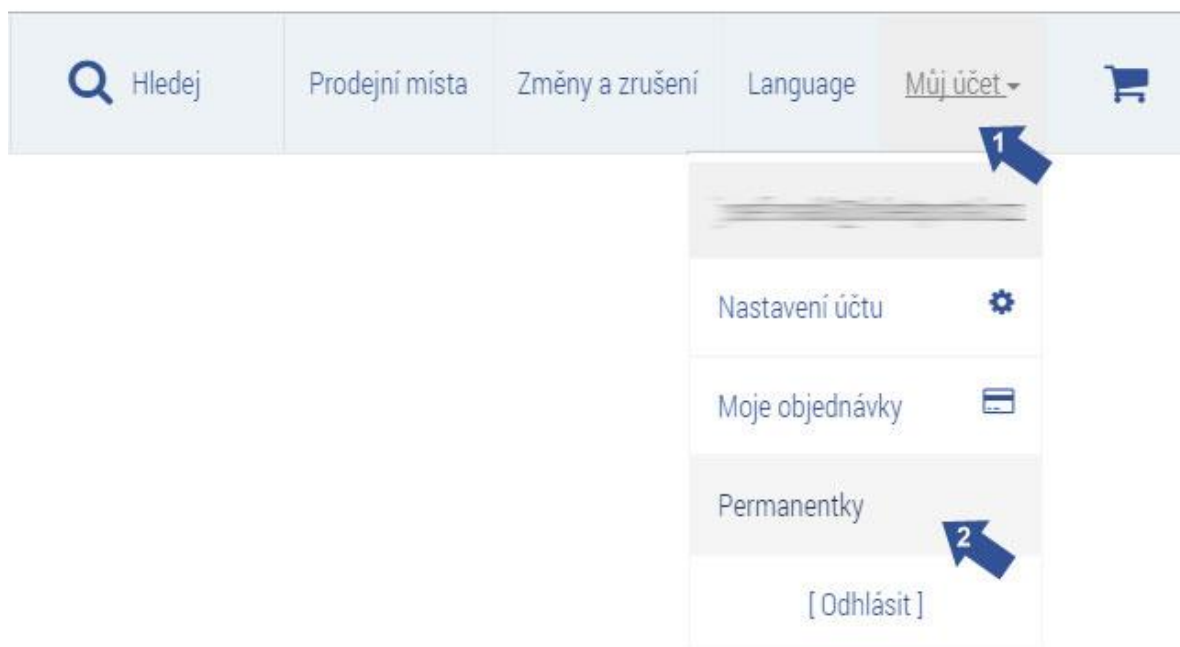 Hledej
Prodejní místa
Změny a zrušení
Language
Můj účet
1
Nastavení účtu
Moje objednávky
Permanentky
2
[ Odhlásit ]